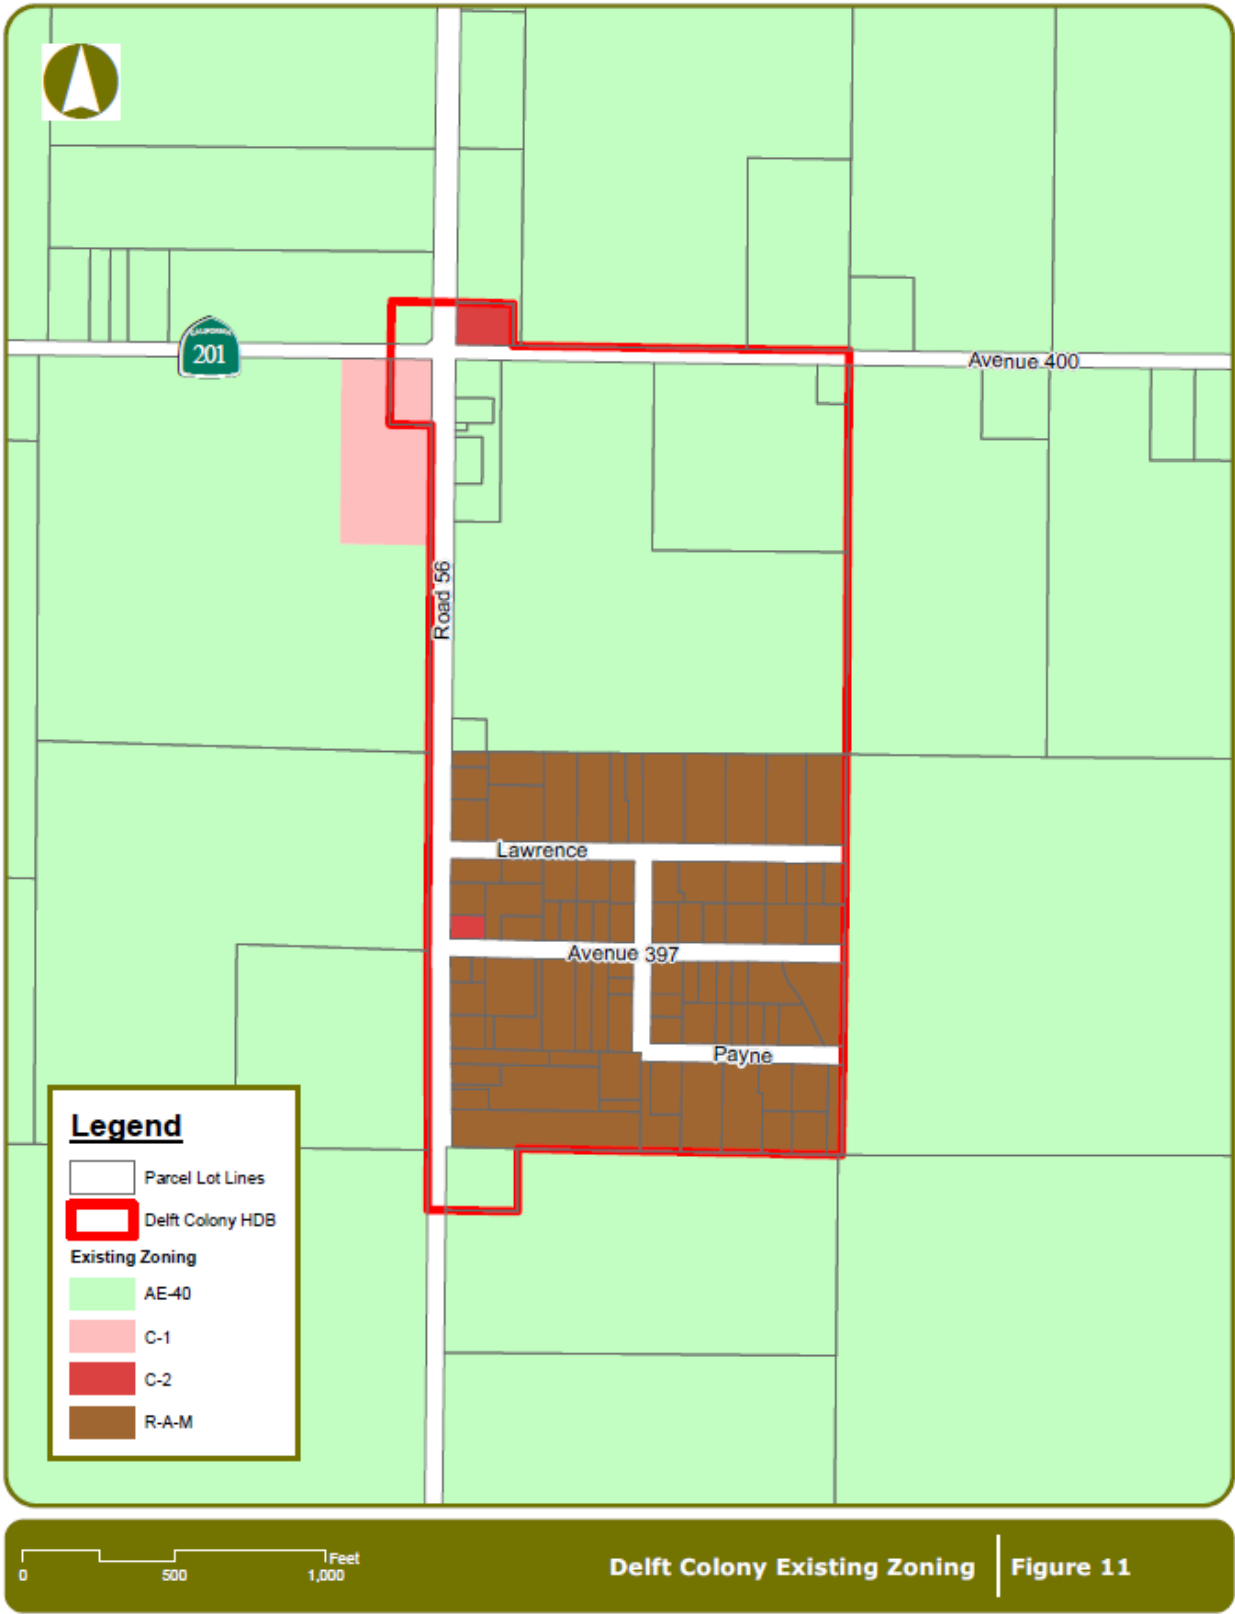 CALIFORNIA
201
Avenue 400
Road 56
Lawrence
Avenue 397
Payne
Legend
Parcel Lot Lines
Delft Colony HDB
Existing Zoning
AE-40
C-1
C-2
R-A-M
Feet
0 500 1,000
Delft Colony Existing Zoning Figure 11